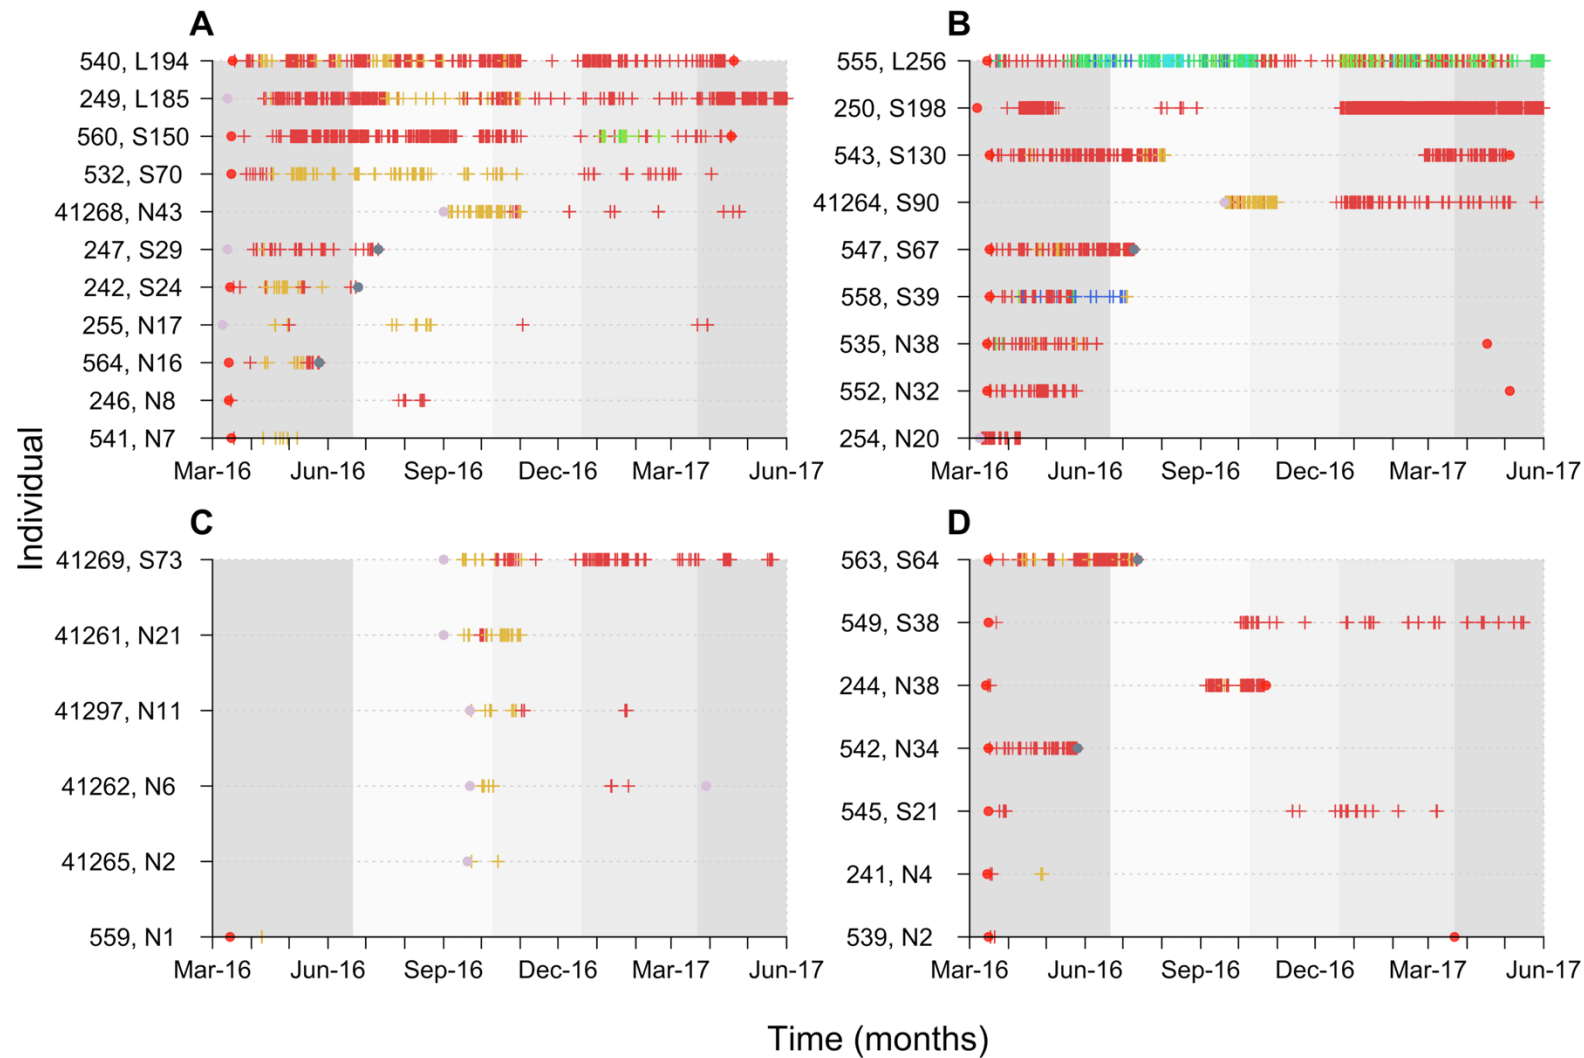 A
540, L194
249, L185
560, S150
532, S70
41268, N43
247, S29
242, S24
255, N17
564, N16
246, N8
541, N7
Mar-16 Jun-16 Sep-16 Dec-16 Mar-17 Jun-17
B
555, L256
250, S198
543, S130
41264, S90
547, S67
558, S39
535, N38
552, N32
254, N20
Mar-16 Jun-16 Sep-16 Dec-16 Mar-17 Jun-17
Individual
C
41269, S73
41261, N21
41297, N11
41262, N6
41265, N2
559, N1
Mar-16 Jun-16 Sep-16 Dec-16 Mar-17 Jun-17
D
563, S64
549, S38
244, N38
542, N34
545, S21
241, N4
539, N2
Mar-16 Jun-16 Sep-16 Dec-16 Mar-17 Jun-17
Time (months)